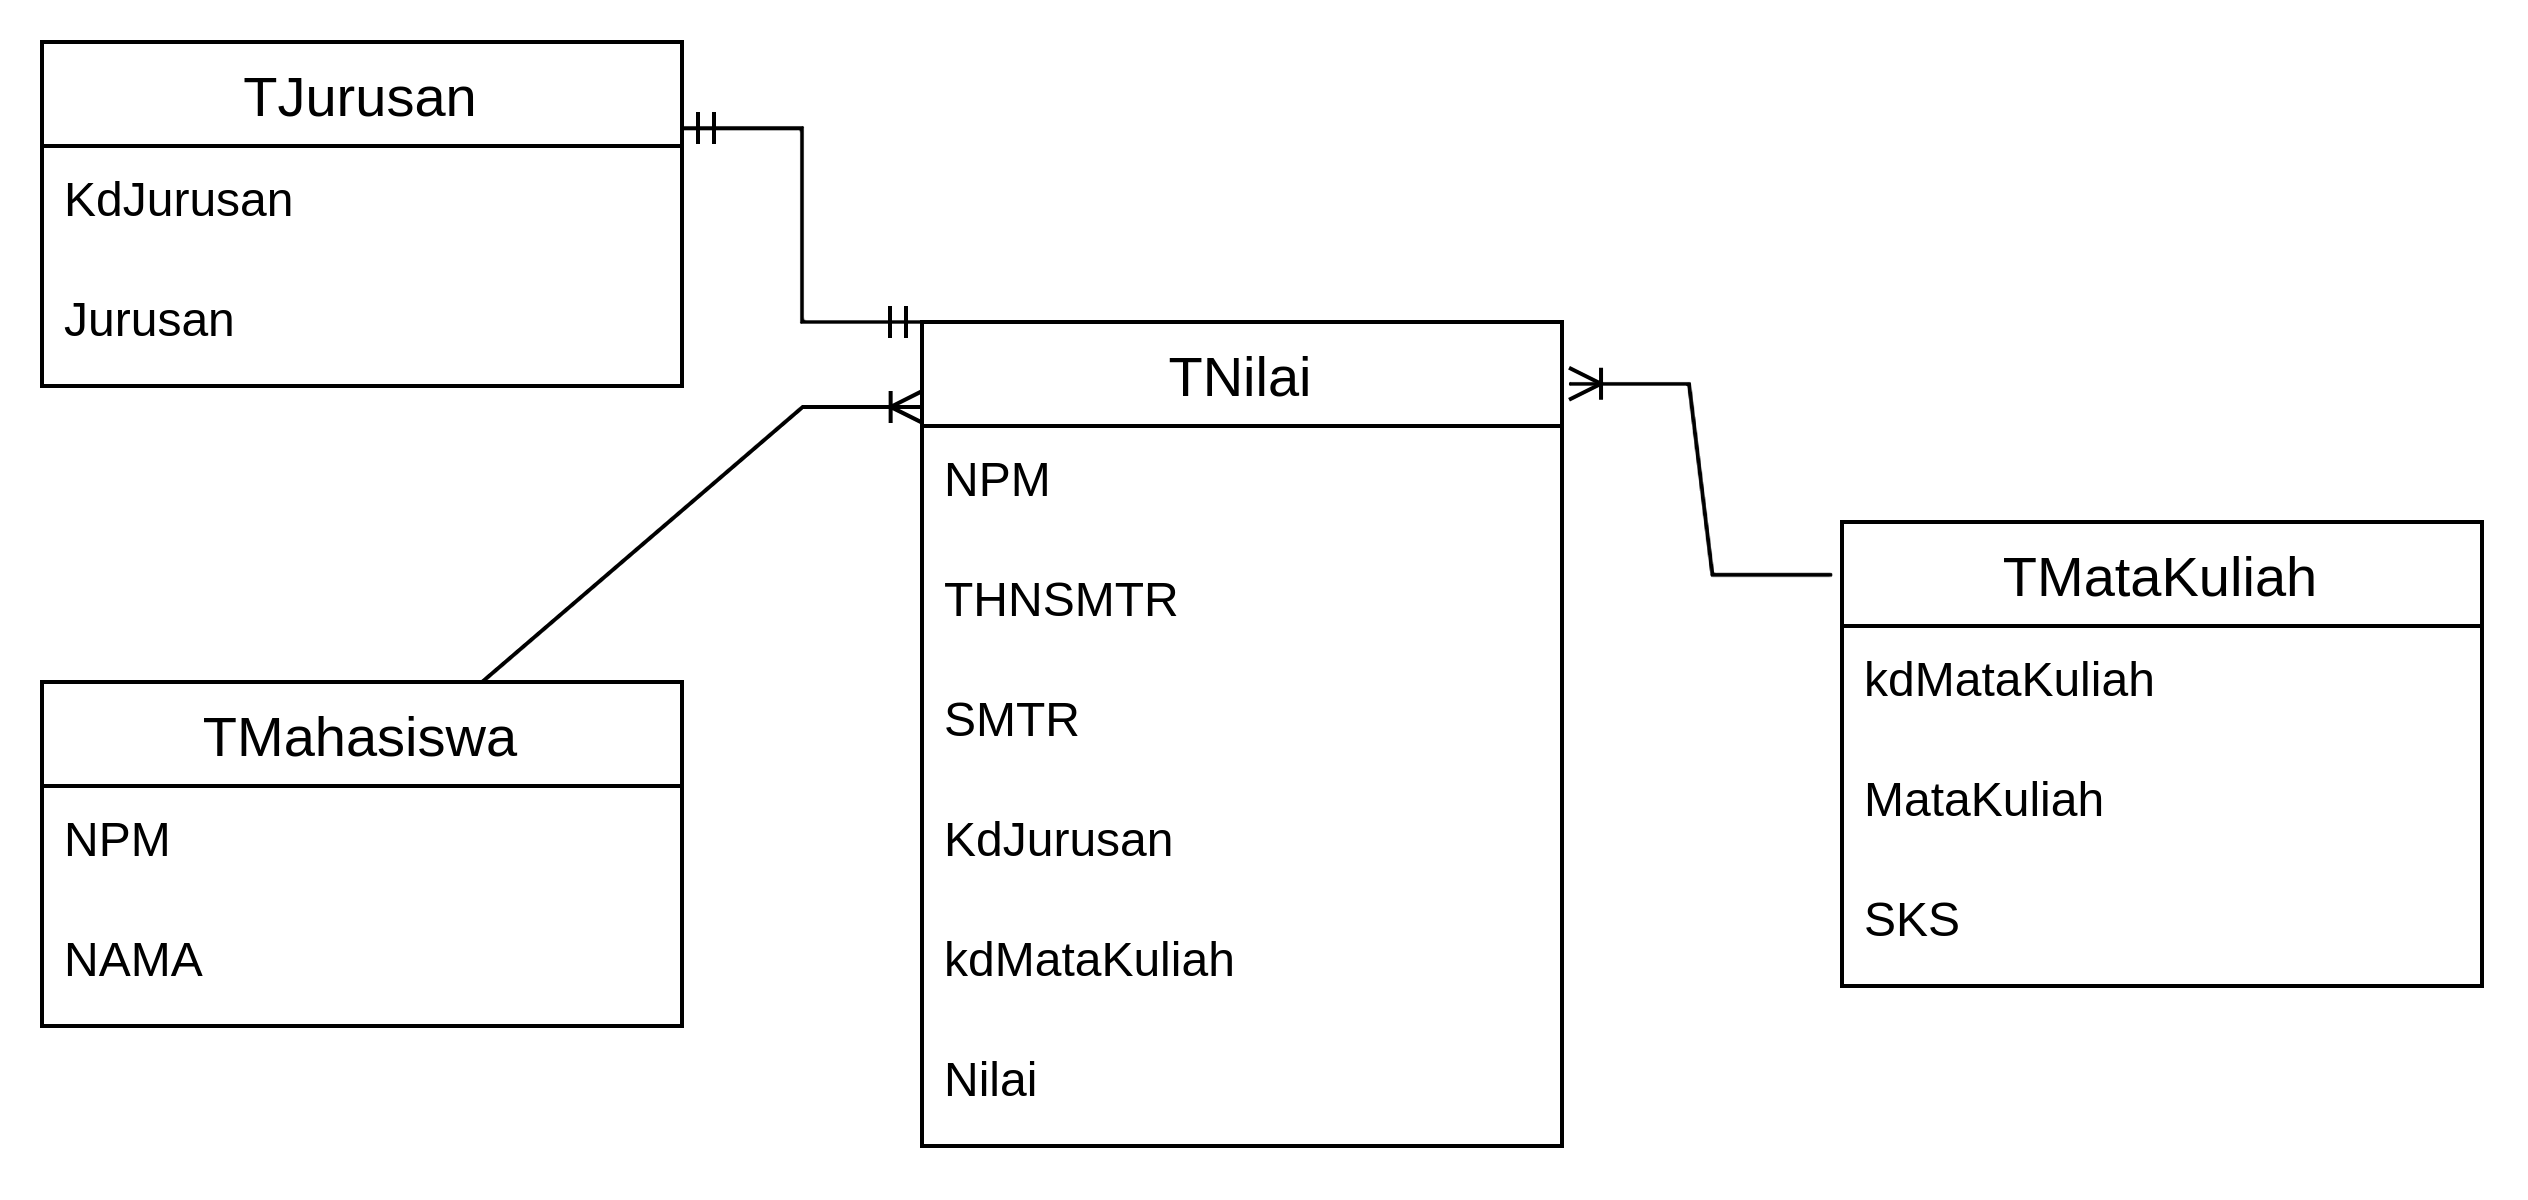 TJurusan
KdJurusan
Jurusan
TMahasiswa
NPM
NAMA
TNilai
NPM
THNSMTR
SMTR
KdJurusan
kdMataKuliah
Nilai
TMataKuliah
kdMataKuliah
MataKuliah
SKS